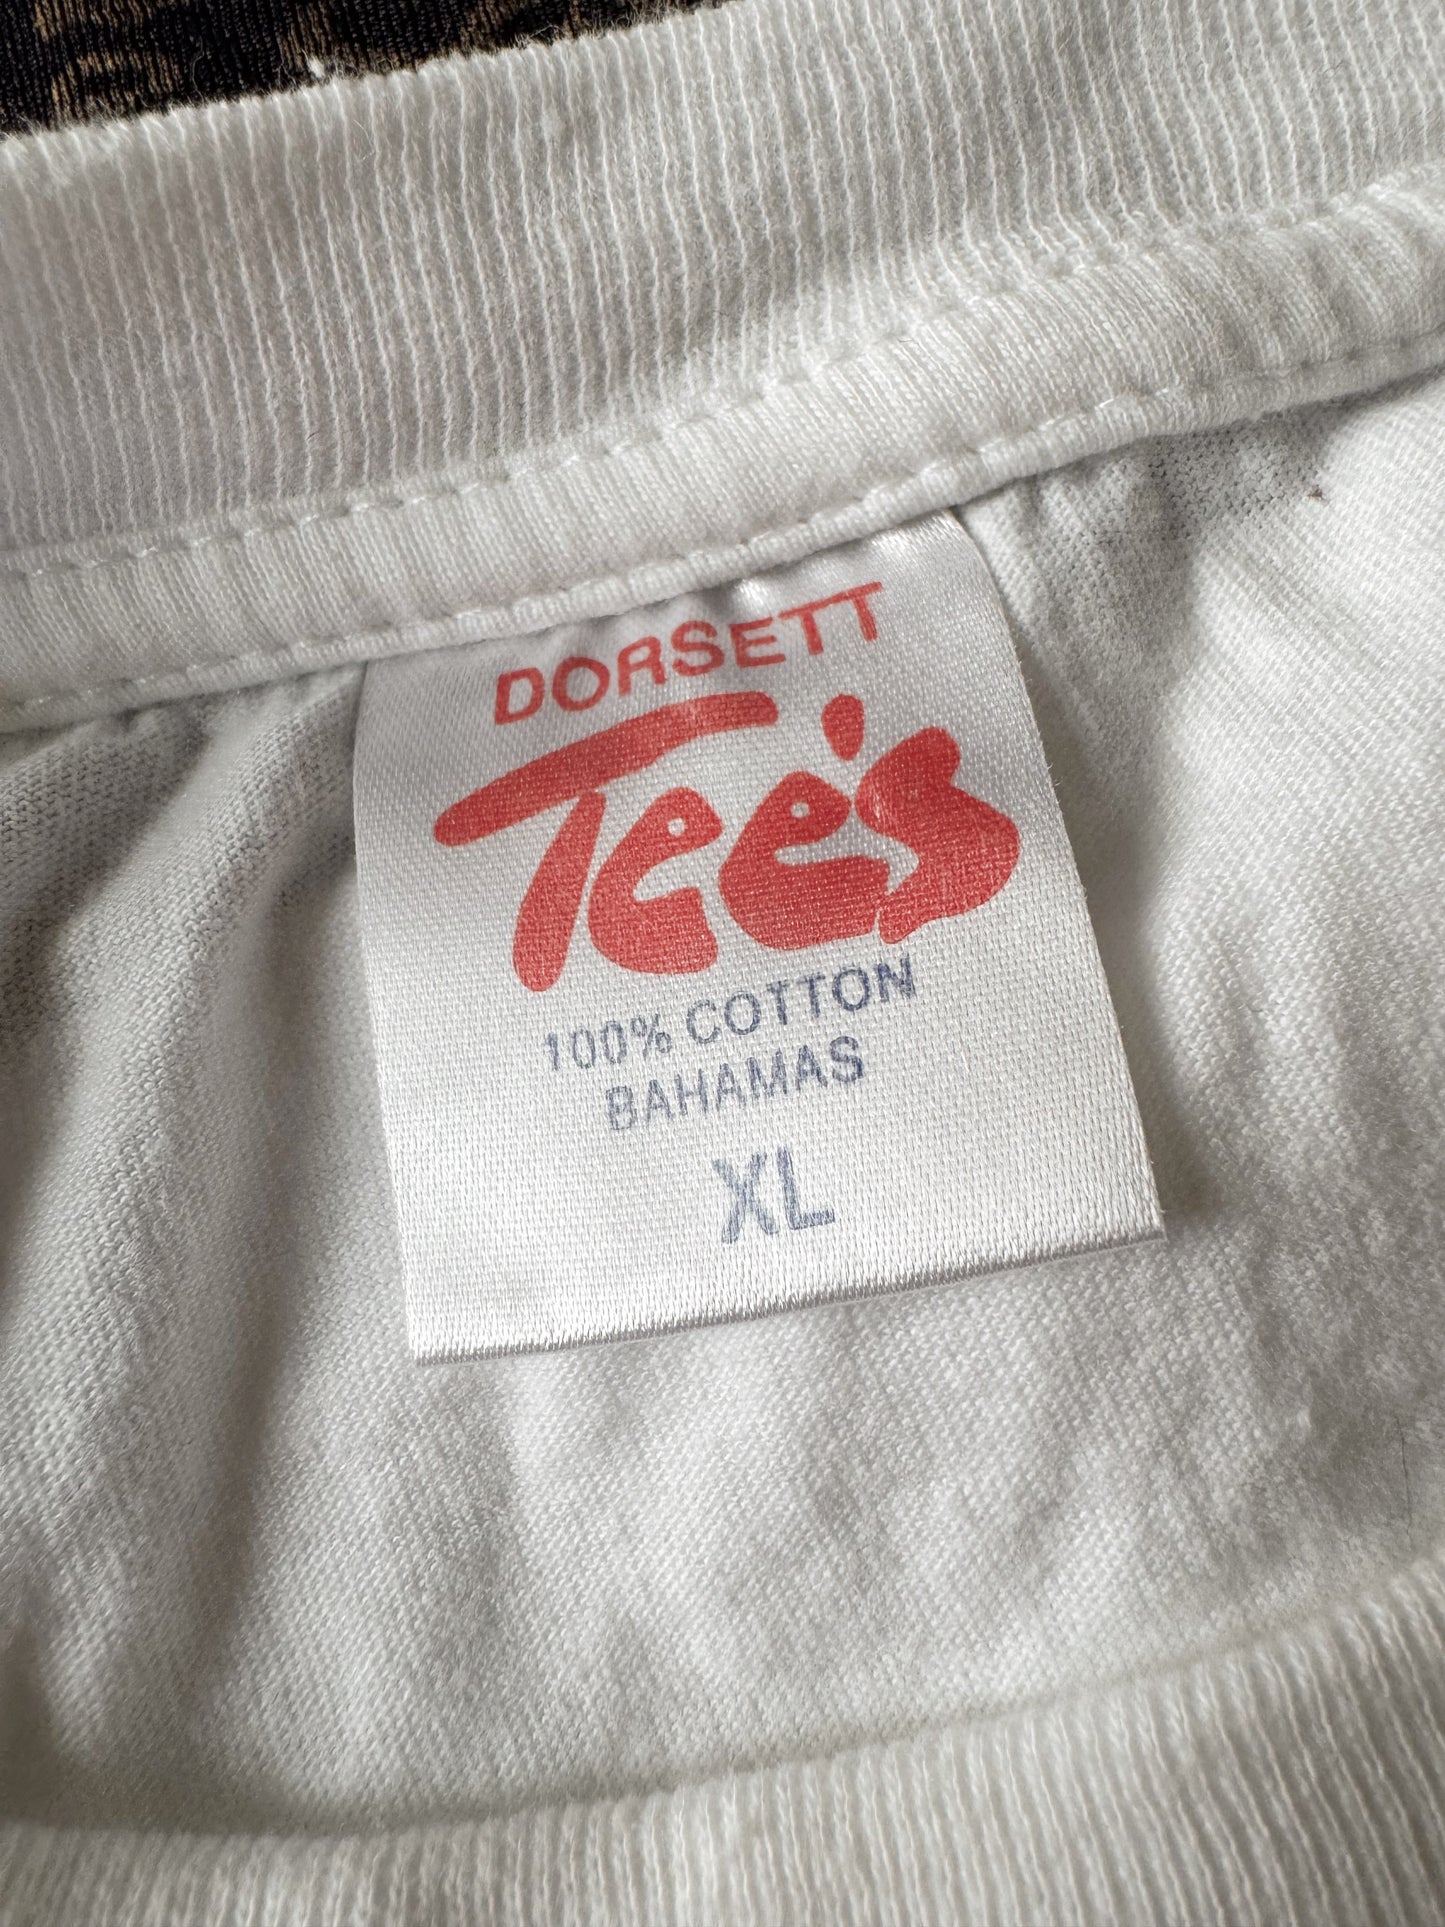 DORSETT
Tee's
100% COTTON
BAHAMAS
XL